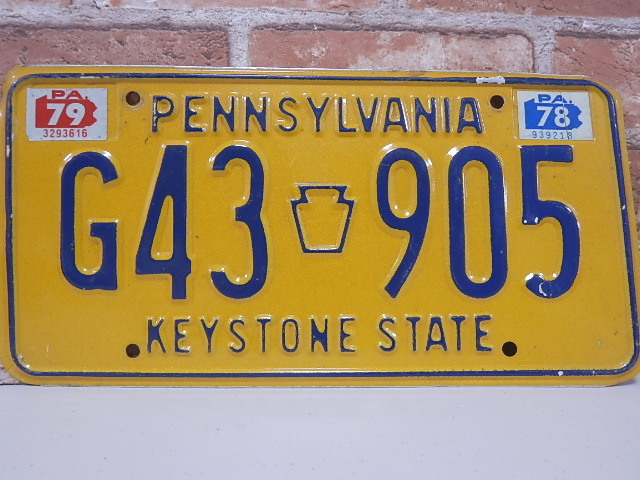 PA.
79
3293616
PENNSYLVANIA
PA.
78
939218
G43 905
KEYSTONE STATE